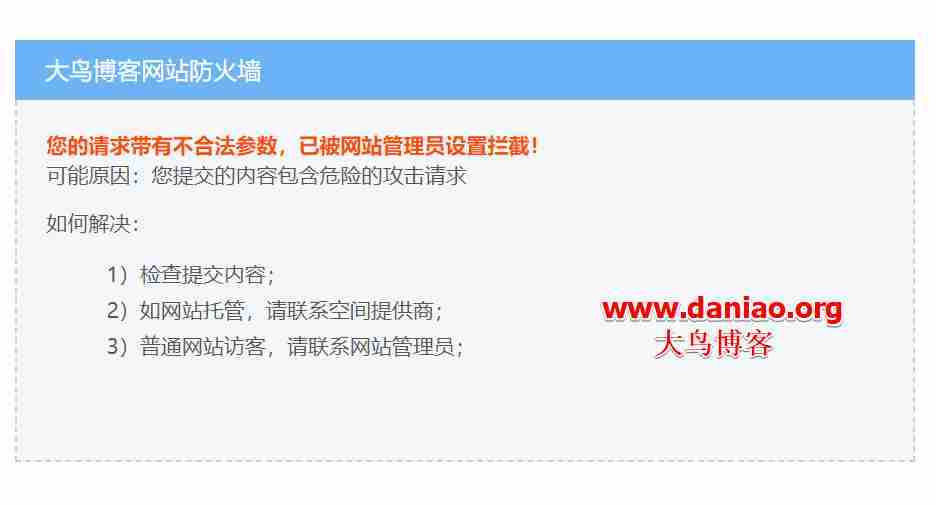 大鸟博客网站防火墙
您的请求带有不合法参数，已被网站管理员设置拦截！
可能原因：您提交的内容包含危险的攻击请求
如何解决：
1）检查提交内容；
2）如网站托管，请联系空间提供商；
3）普通网站访客，请联系网站管理员；
www.daniao.org
大鸟博客